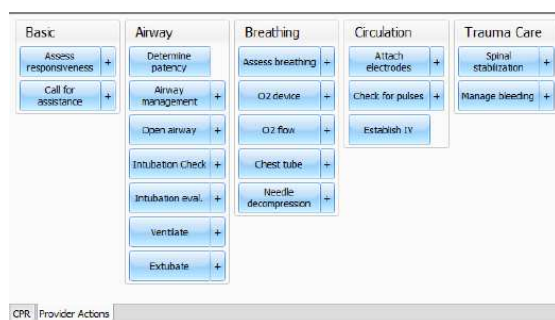 Basic
Assess
responsiveness +
Call for
assistance +
Airway
Determine
patency
Airway
management +
Open airway +
Intubation Check +
Intubation eval. +
Ventilate +
Extubate +
Breathing
Assess breathing +
O2 device +
O2 flow +
Chest tube +
Needle
decompression +
Circulation
Attach
electrodes +
Check for pulses +
Establish IV
Trauma Care
Spinal
stabilization +
Manage bleeding +
CPR Provider Actions